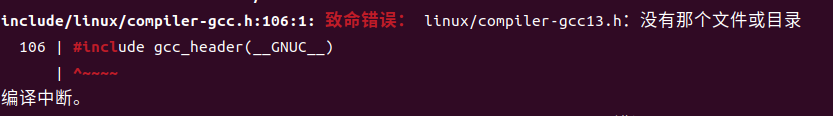 include/linux/compiler-gcc.h:106:1: 致命错误： linux/compiler-gcc13.h：没有那个文件或目录
106 | #include gcc_header(__GNUC__)
| ^~~~~
编译中断。